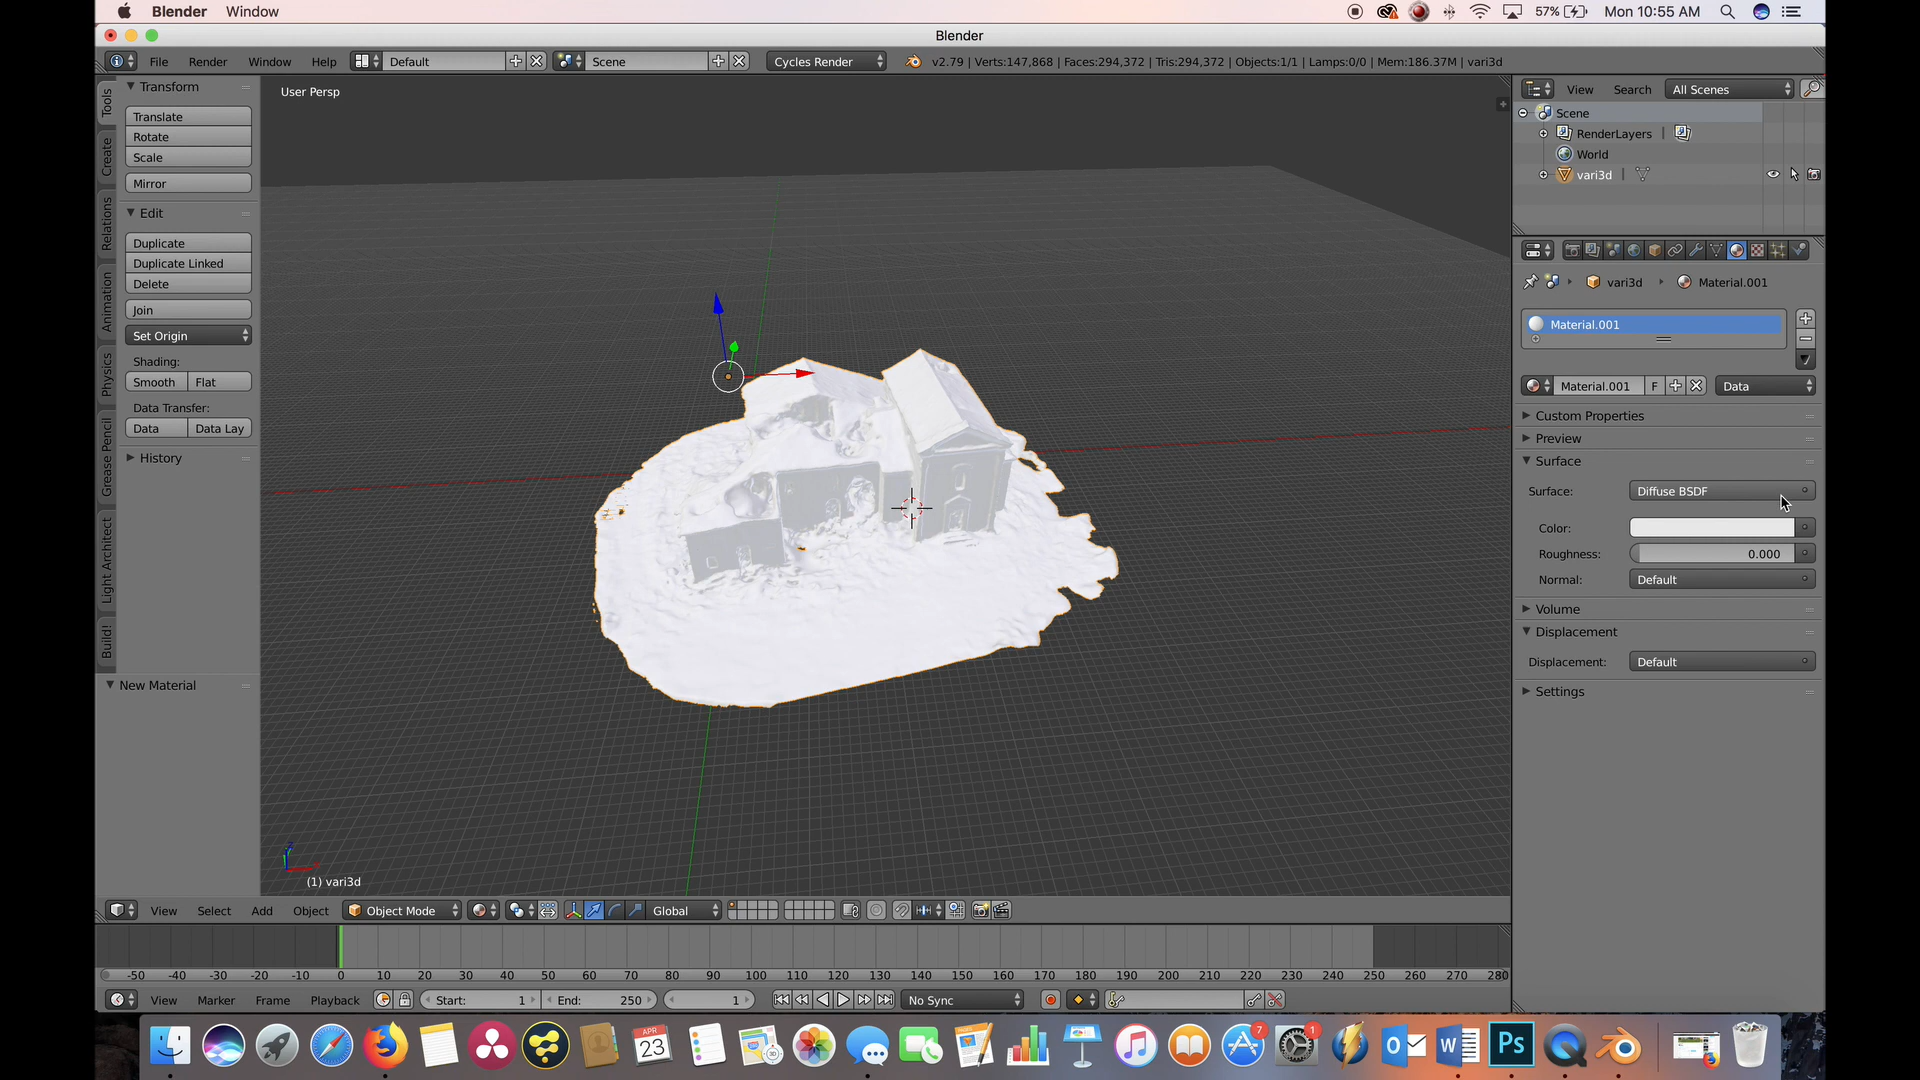 Blender Window 57% Mon 10:55 AM
Blender
File Render Window Help Default Scene Cycles Render v2.79 | Verts:147,868 | Faces:294,372 | Tris:294,372 | Objects:1/1 | Lamps:0/0 | Mem:186.37M | vari3d
Tools
Create
Relations
Animation
Physics
Grease Pencil
Light Architect
Build!
Transform
Translate
Rotate
Scale
Mirror
Edit
Duplicate
Duplicate Linked
Delete
Join
Set Origin
Shading:
Smooth Flat
Data Transfer:
Data Data Lay
History
New Material
User Persp
(1) vari3d
View Search All Scenes
Scene
RenderLayers
World
vari3d
vari3d Material.001
Material.001
Material.001 F Data
Custom Properties
Preview
Surface
Surface: Diffuse BSDF
Color:
Roughness: 0.000
Normal: Default
Volume
Displacement
Displacement: Default
Settings
View Select Add Object Object Mode Global
-50 -40 -30 -20 -10 0 10 20 30 40 50 60 70 80 90 100 110 120 130 140 150 160 170 180 190 200 210 220 230 240 250 260 270 280
View Marker Frame Playback Start: 1 End: 250 1 No Sync
APR
23
7
1
W
Ps